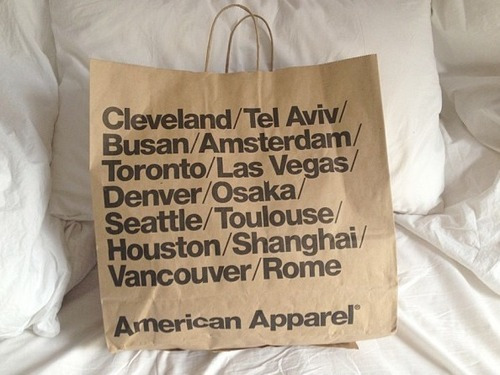 Cleveland/Tel Aviv/
Busan/Amsterdam/
Toronto/Las Vegas/
Denver/Osaka/
Seattle/Toulouse/
Houston/Shanghai/
Vancouver/Rome
American Apparel®